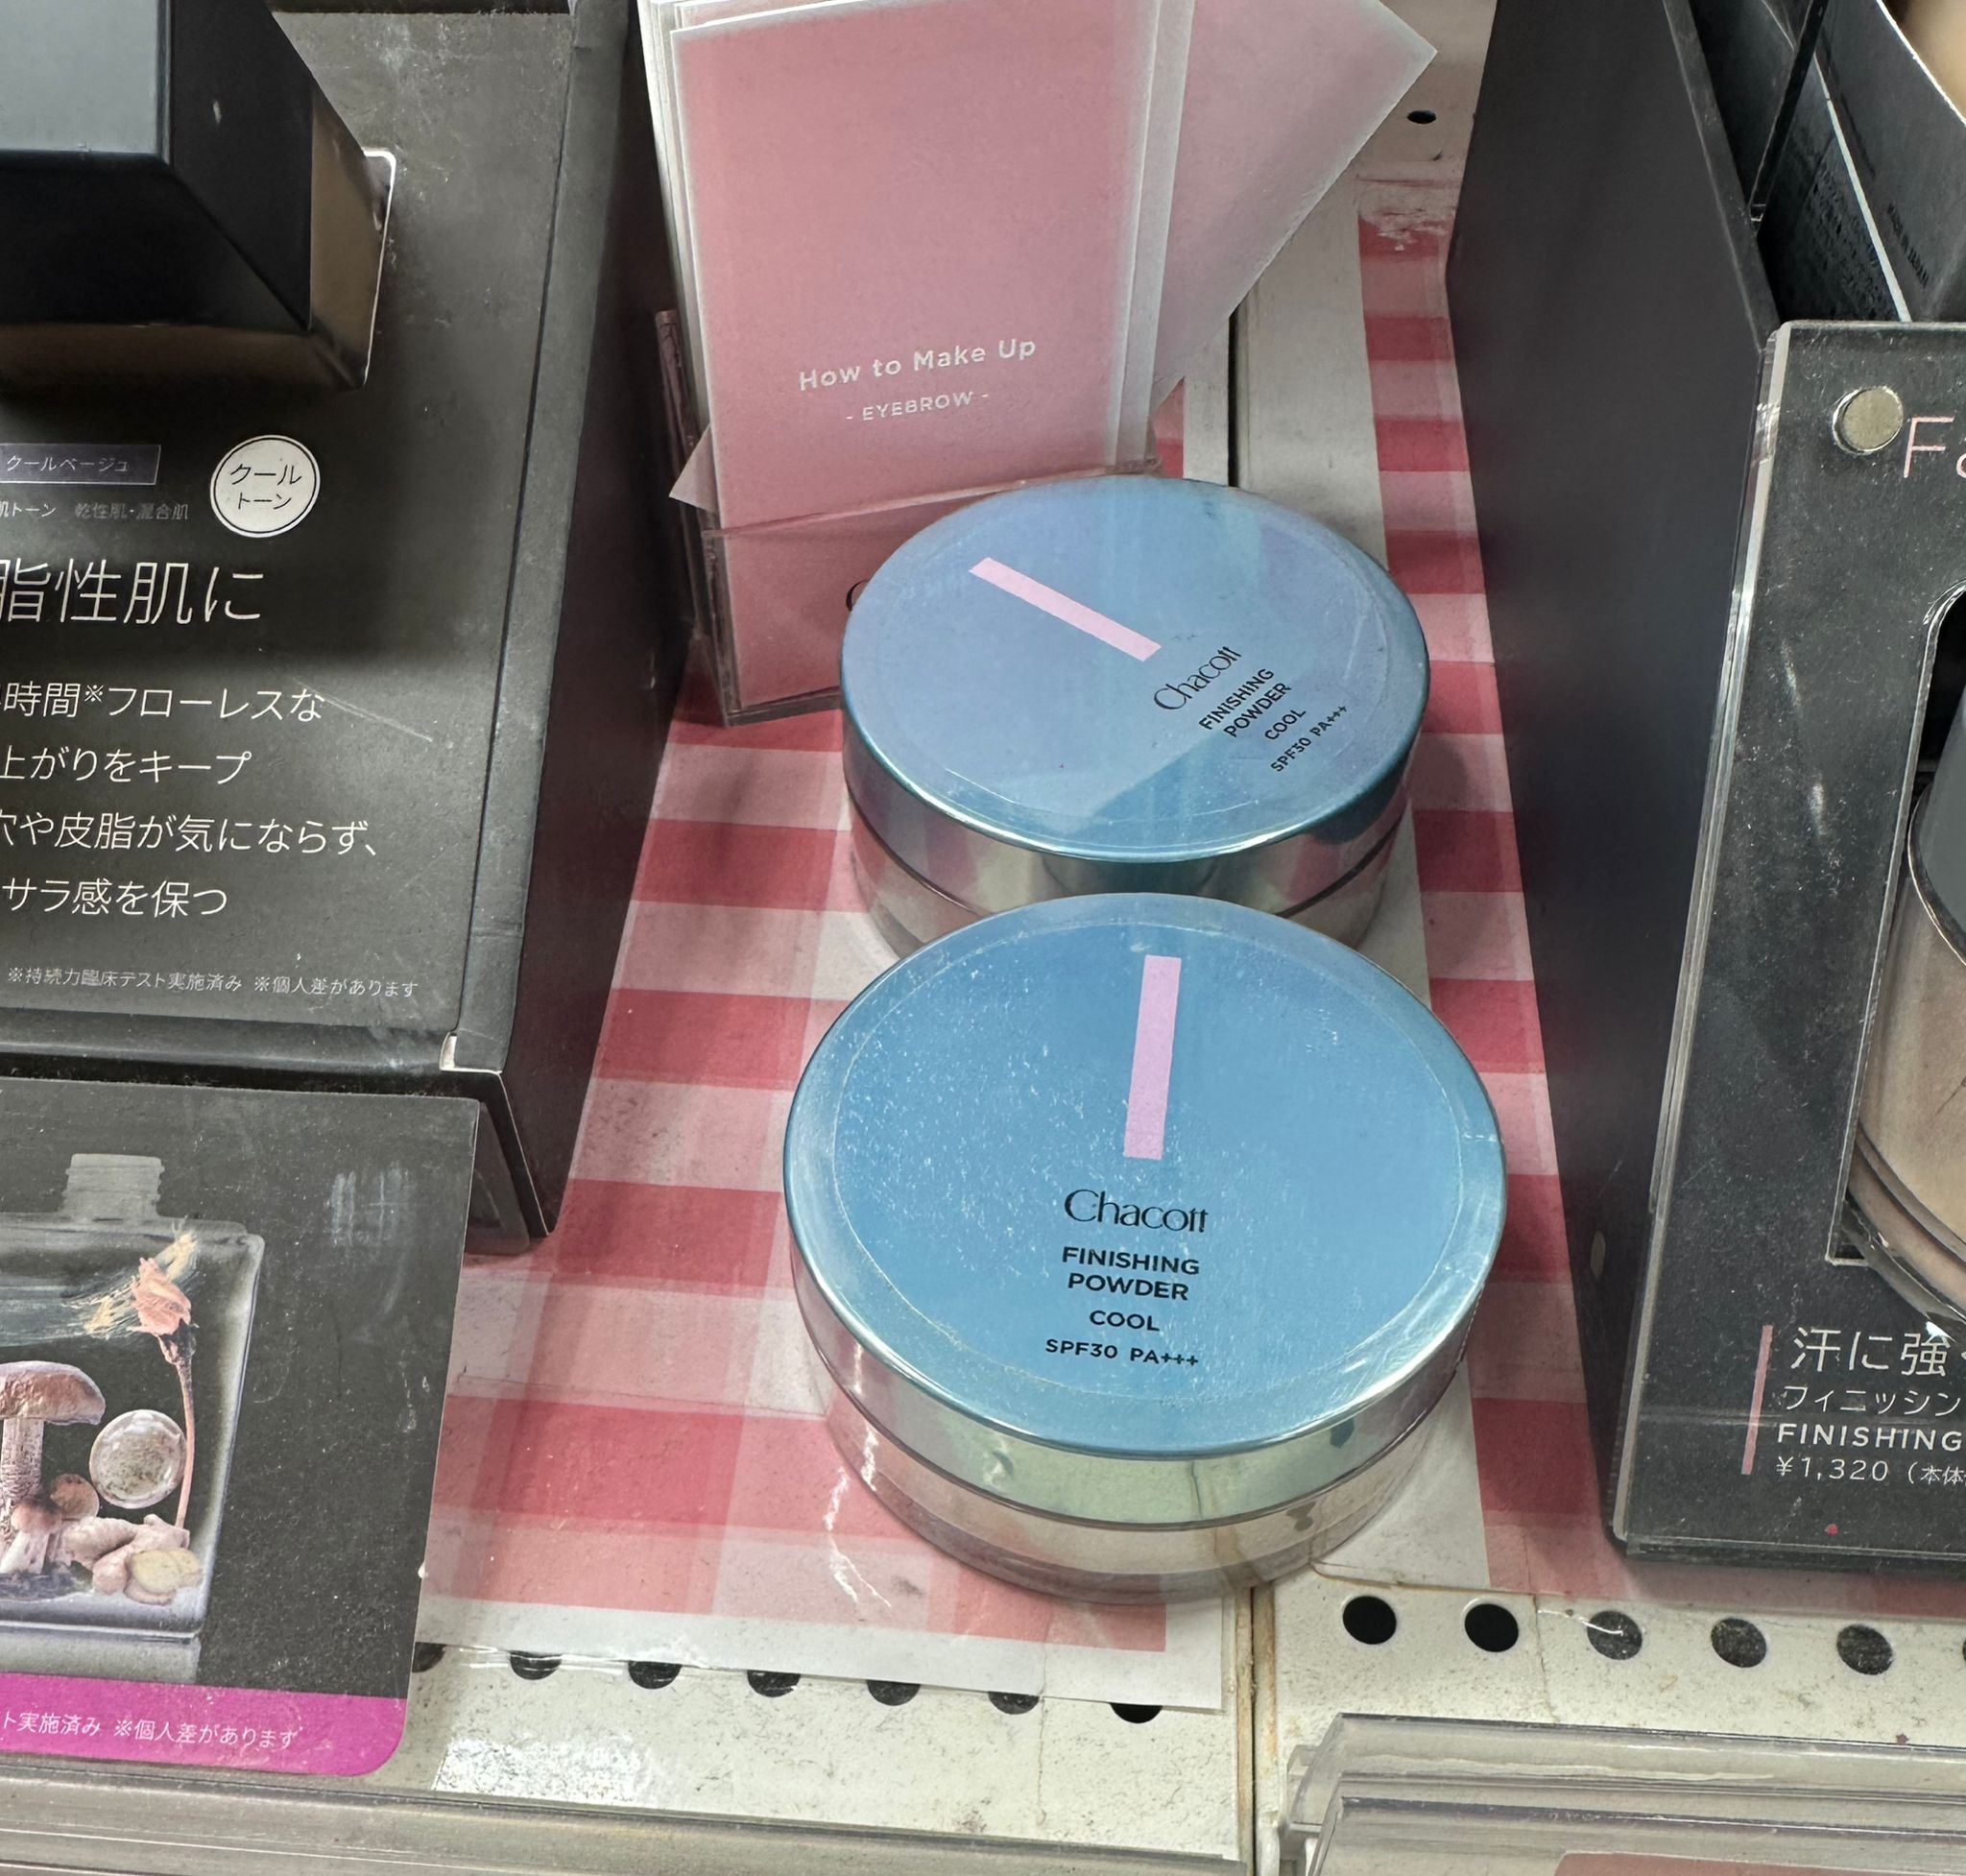 How to Make Up
- EYEBROW -
クールベージュ
クール
トーン
肌トーン 乾性肌・混合肌
脂性肌に
時間※フローレスな
上がりをキープ
や皮脂が気にならず、
サラ感を保つ
※持続力臨床テスト実施済み ※個人差があります
Chacott
FINISHING
POWDER
COOL
SPF30 PA+++
Chacott
FINISHING
POWDER
COOL
SPF30 PA+++
汗に強
フィニッシン
FINISHING
¥1,320（本体
ト実施済み ※個人差があります